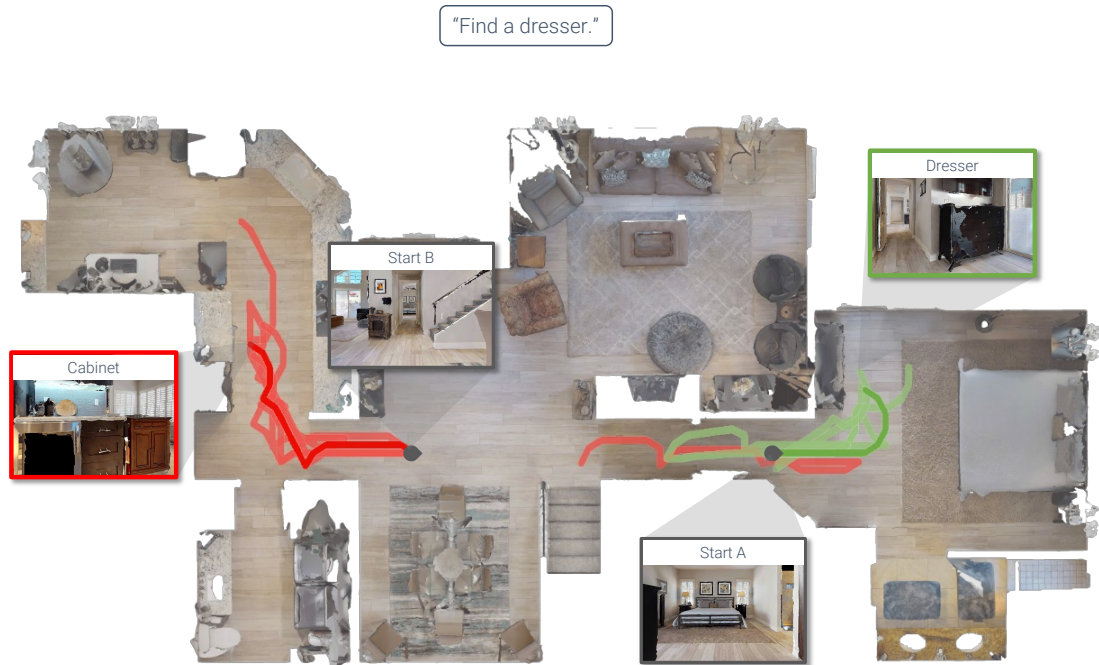 “Find a dresser.”
Dresser
Start B
Cabinet
Start A